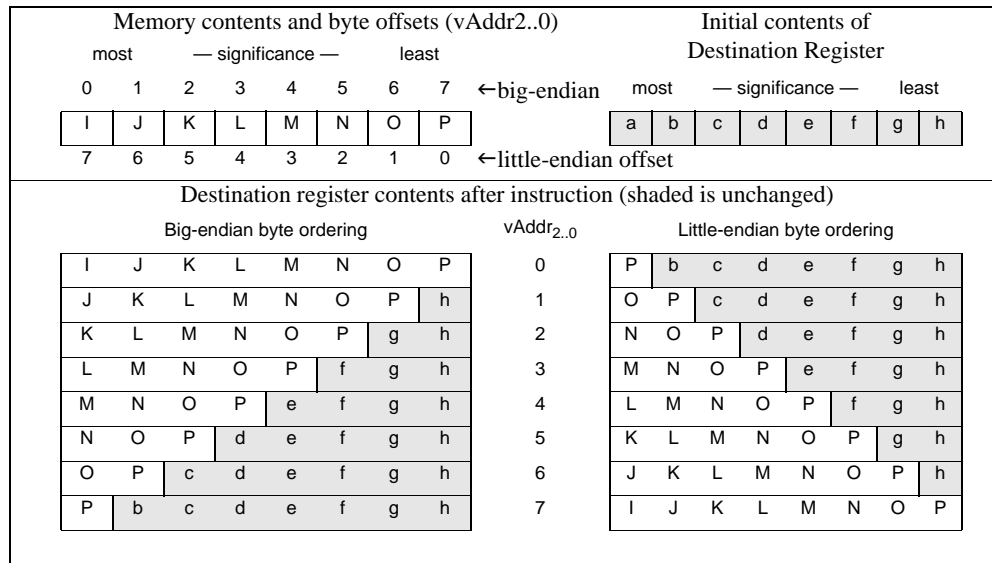 Memory contents and byte offsets (vAddr2..0) Initial contents of
Destination Register
most — significance — least
0 1 2 3 4 5 6 7 ←big-endian most — significance — least
I J K L M N O P a b c d e f g h
7 6 5 4 3 2 1 0 ←little-endian offset
Destination register contents after instruction (shaded is unchanged)
Big-endian byte ordering vAddr2..0 Little-endian byte ordering
I J K L M N O P 0 P b c d e f g h
J K L M N O P h 1 O P c d e f g h
K L M N O P g h 2 N O P d e f g h
L M N O P f g h 3 M N O P e f g h
M N O P e f g h 4 L M N O P f g h
N O P d e f g h 5 K L M N O P g h
O P c d e f g h 6 J K L M N O P h
P b c d e f g h 7 I J K L M N O P